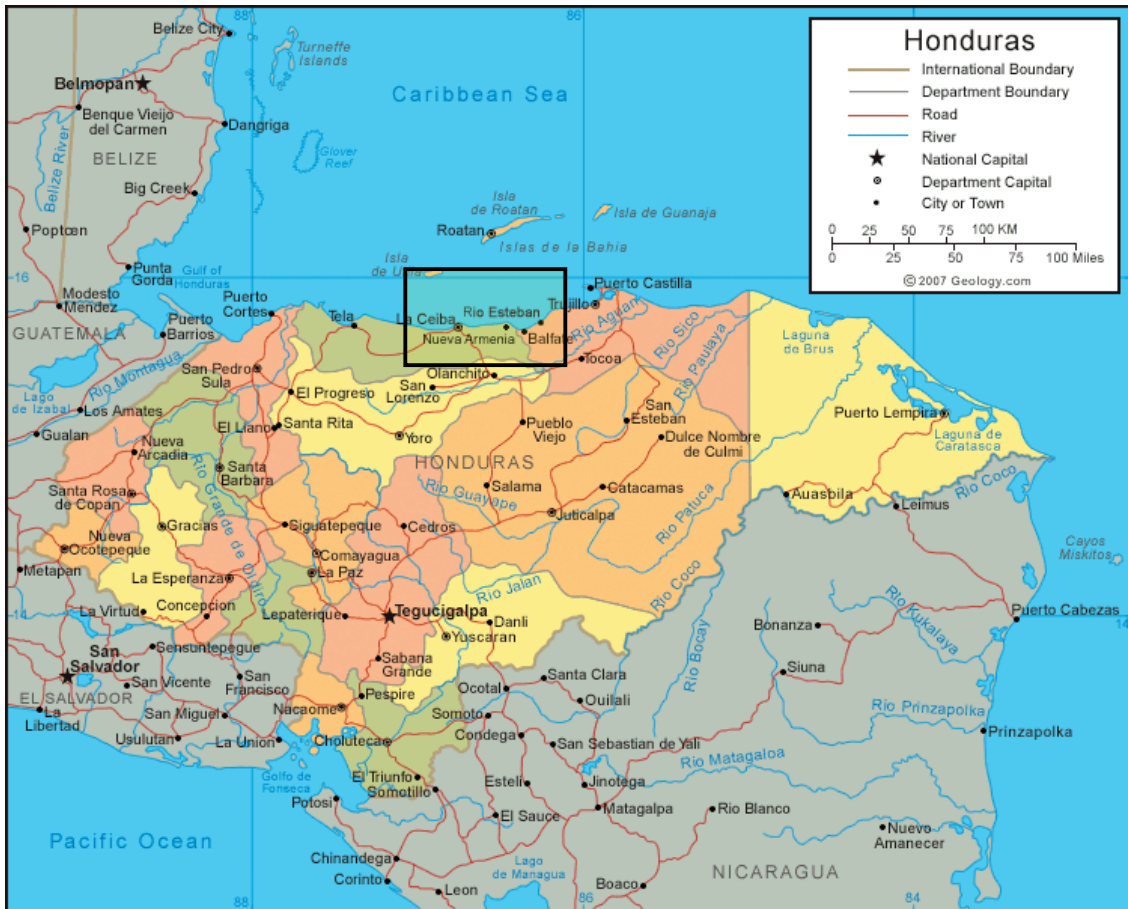 88
86
Belize City
Turneffe
Islands
Belmopan
Caribbean Sea
Benque Vieijo
del Carmen
Dangriga
BELIZE
Belize River
Glover
Reef
Big Creek
Poptœn
Punta
Gorda
Gulf of
Honduras
Isla
de Roatan
Roatan
Isla de Guanaja
Islas de la Bahia
Isla
de Utila
Honduras
International Boundary
Department Boundary
Road
River
National Capital
Department Capital
City or Town
0 25 50 75 100 KM
0 25 50 75 100 Miles
© 2007 Geology.com
16
Modesto
Mendez
GUATEMALA
Puerto
Barrios
Puerto
Cortes
Tela
La Ceiba
Rio Esteban
Nueva Armenia
Balfate
Trujillo
Puerto Castilla
Rio Aguan
Rio Sico
Rio Paulaya
Laguna
de Brus
Rio Montagua
Lago
de Izabal
Los Amates
Gualan
San Pedro
Sula
El Progreso
San
Lorenzo
Olanchito
Tocoa
El Llano
Santa Rita
Yoro
Pueblo
Viejo
San
Esteban
Dulce Nombre
de Culmi
Puerto Lempira
Laguna de
Caratasca
Nueva
Arcadia
Santa
Barbara
HONDURAS
Salama
Catacamas
Rio Guayape
Rio Patuca
Auasbila
Leimus
Rio Coco
Santa Rosa
de Copan
Gracias
Rio Grande de Otgiro
Siguatepeque
Cedros
Juticalpa
Nueva
Ocotepeque
Comayagua
La Paz
Metapan
La Esperanza
Rio Jalan
Rio Coco
Cayos
Miskitos
La Virtud
Concepcion
Lepaterique
Tegucigalpa
Danli
Yuscaran
Rio Bocay
Bonanza
Rio Kukalaya
Puerto Cabezas
14
San
Salvador
Sensuntepegue
San Vicente
San
Francisco
Sabana
Grande
Santa Clara
Siuna
EL SALVADOR
La
Libertad
San Miguel
Usulutan
La Union
Nacaome
Pespire
Ocotal
Ouilali
Somoto
Rio Prinzapolka
Prinzapolka
Choluteca
Condega
San Sebastian de Yali
Rio Matagaloa
Golfo de
Fonseca
El Triunfo
Somotillo
Esteli
Jinotega
Potosi
Matagalpa
Rio Blanco
El Sauce
Nuevo
Amanecer
Pacific Ocean
Chinandega
Corinto
Leon
Lago
de Managua
Boaco
NICARAGUA
88
86
84